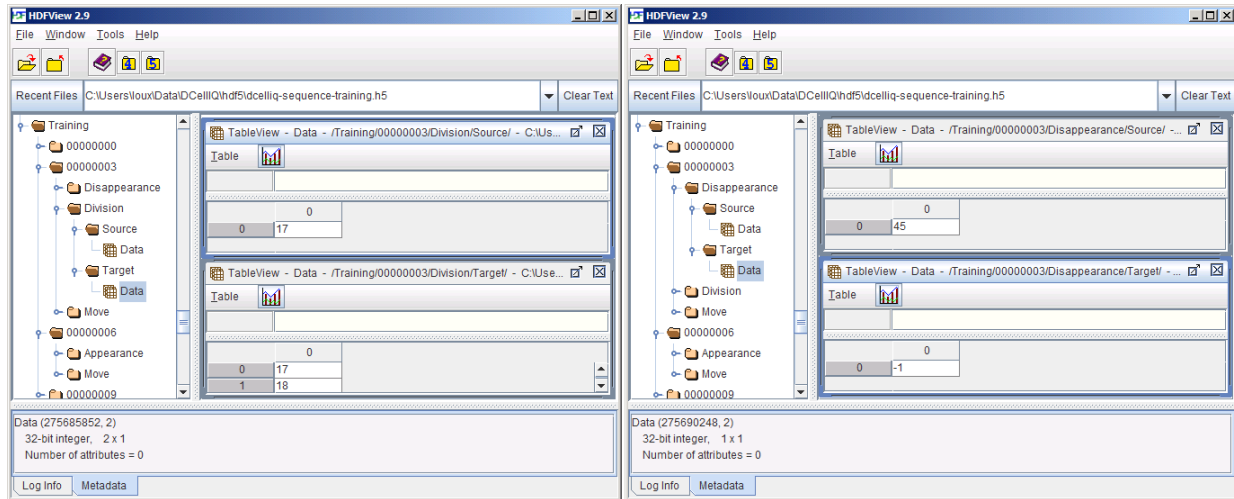 HDFView 2.9
File Window Tools Help
4 5
Recent Files C:\Users\loux\Data\DCellIQ\hdf5\dcelliq-sequence-training.h5 Clear Text
Training
00000000
00000003
Disappearance
Division
Source
Data
Target
Data
Move
00000006
Appearance
Move
00000009
TableView - Data - /Training/00000003/Division/Source/ - C:\Us...
Table
0
0 17
TableView - Data - /Training/00000003/Division/Target/ - C:\Use...
Table
0
0 17
1 18
Data (275685852, 2)
32-bit integer, 2 x 1
Number of attributes = 0
Log Info Metadata
HDFView 2.9
File Window Tools Help
4 5
Recent Files C:\Users\loux\Data\DCellIQ\hdf5\dcelliq-sequence-training.h5 Clear Text
Training
00000000
00000003
Disappearance
Source
Data
Target
Data
Division
Move
00000006
Appearance
Move
00000009
TableView - Data - /Training/00000003/Disappearance/Source/ -...
Table
0
0 45
TableView - Data - /Training/00000003/Disappearance/Target/ -...
Table
0
0 -1
Data (275690248, 2)
32-bit integer, 1 x 1
Number of attributes = 0
Log Info Metadata